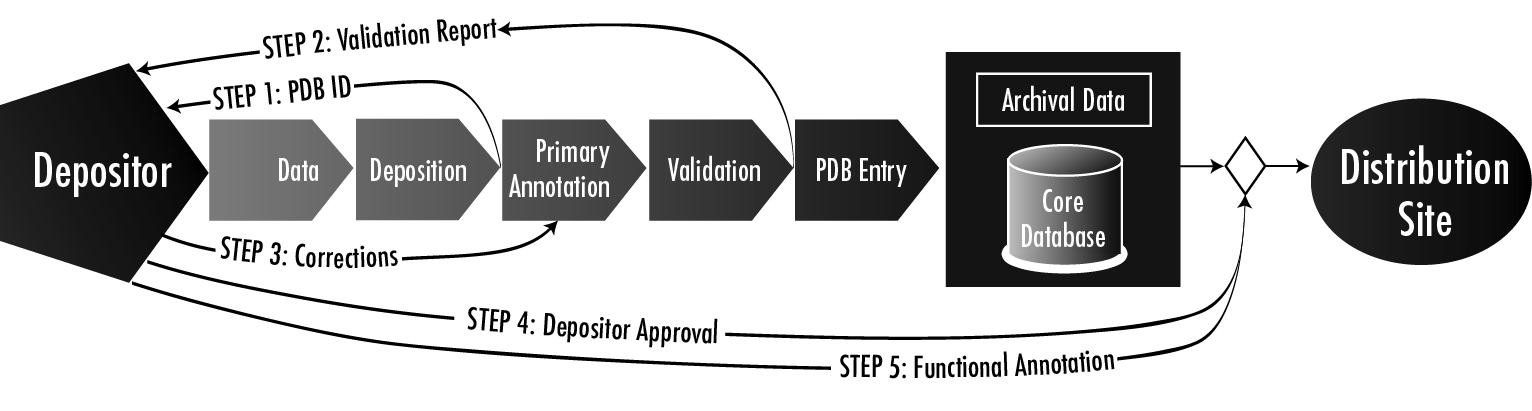 STEP 2: Validation Report
STEP 1: PDB ID
Depositor
Data
Deposition
Primary
Annotation
Validation
PDB Entry
Archival Data
Core
Database
Distribution
Site
STEP 3: Corrections
STEP 4: Depositor Approval
STEP 5: Functional Annotation